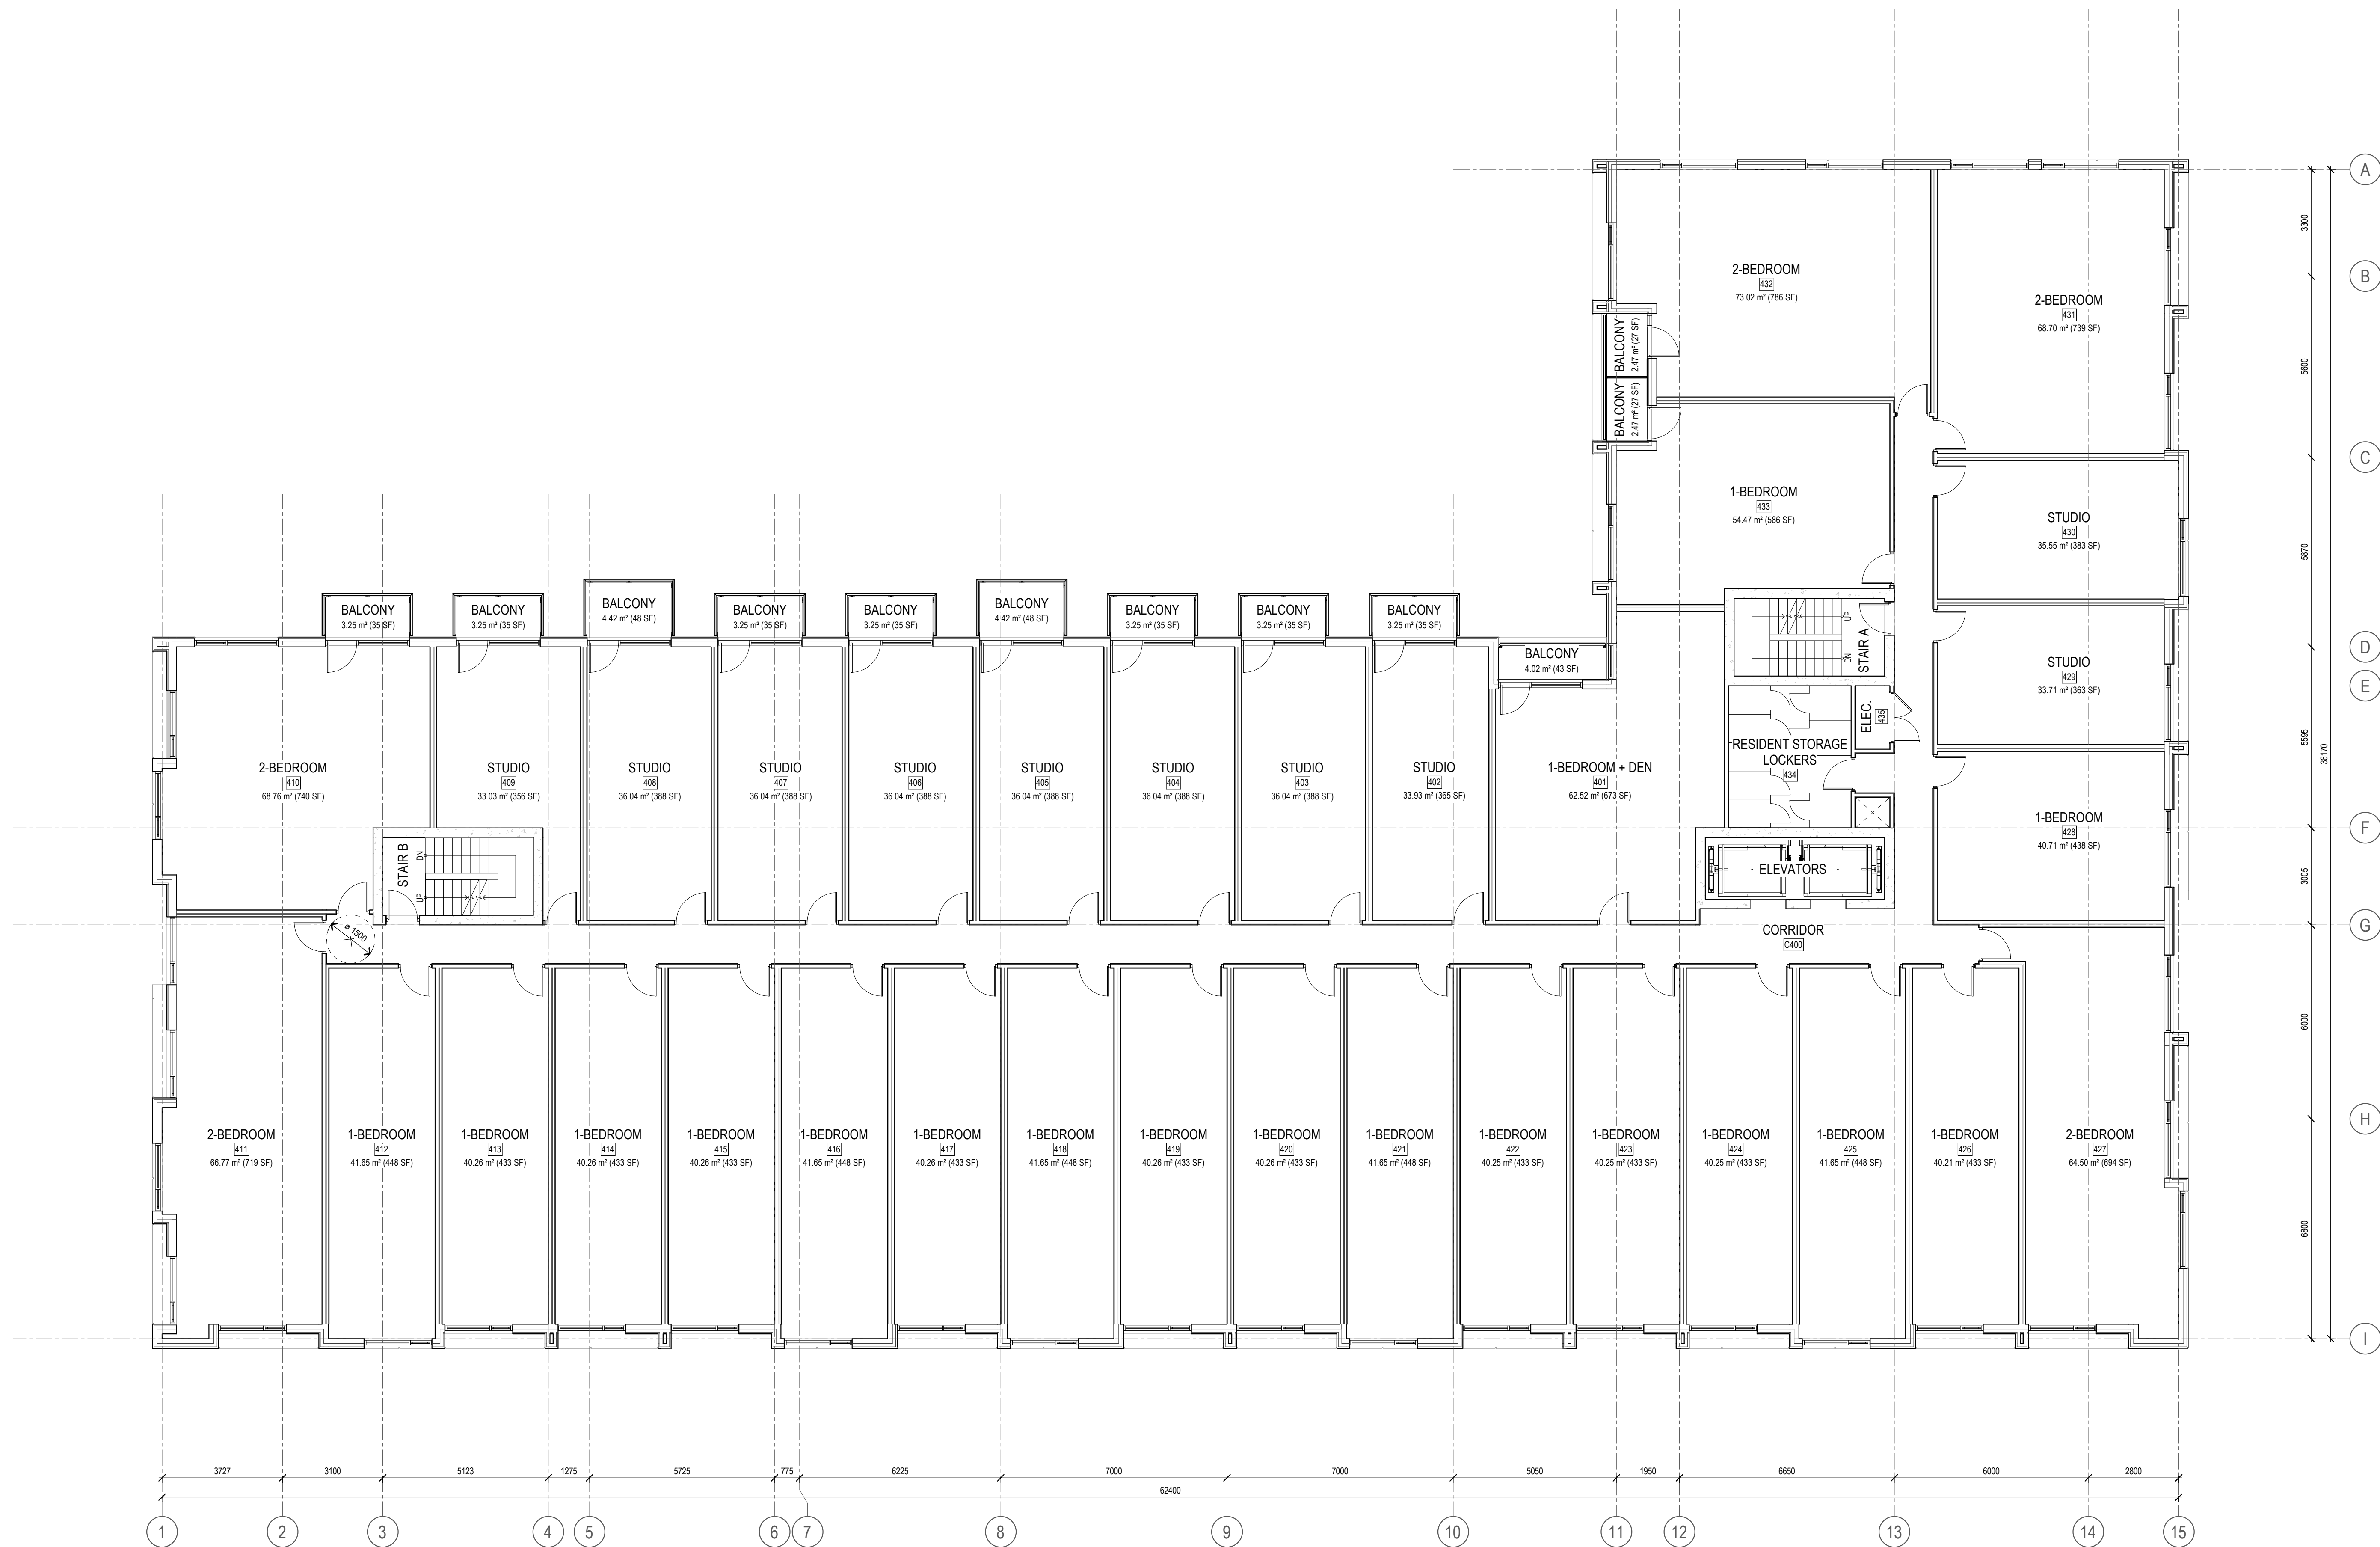 A
3300
2-BEDROOM
432
73.02 m² (786 SF)
B
2-BEDROOM
431
68.70 m² (739 SF)
BALCONY
2.47 m² (27 SF)
BALCONY
2.47 m² (27 SF)
5600
C
1-BEDROOM
433
54.47 m² (586 SF)
STUDIO
430
35.55 m² (383 SF)
5870
BALCONY
3.25 m² (35 SF)
BALCONY
3.25 m² (35 SF)
BALCONY
4.42 m² (48 SF)
BALCONY
3.25 m² (35 SF)
BALCONY
3.25 m² (35 SF)
BALCONY
4.42 m² (48 SF)
BALCONY
3.25 m² (35 SF)
BALCONY
3.25 m² (35 SF)
BALCONY
3.25 m² (35 SF)
BALCONY
4.02 m² (43 SF)
UP
DN
STAIR A
D
STUDIO
429
33.71 m² (363 SF)
E
ELEC.
435
RESIDENT STORAGE
LOCKERS
434
5595
36170
2-BEDROOM
410
68.76 m² (740 SF)
STUDIO
409
33.03 m² (356 SF)
STUDIO
408
36.04 m² (388 SF)
STUDIO
407
36.04 m² (388 SF)
STUDIO
406
36.04 m² (388 SF)
STUDIO
405
36.04 m² (388 SF)
STUDIO
404
36.04 m² (388 SF)
STUDIO
403
36.04 m² (388 SF)
STUDIO
402
33.93 m² (365 SF)
1-BEDROOM + DEN
401
62.52 m² (673 SF)
1-BEDROOM
428
40.71 m² (438 SF)
F
STAIR B
DN
UP
ELEVATORS
3005
G
ø 1500
CORRIDOR
C400
6000
H
2-BEDROOM
411
66.77 m² (719 SF)
1-BEDROOM
412
41.65 m² (448 SF)
1-BEDROOM
413
40.26 m² (433 SF)
1-BEDROOM
414
40.26 m² (433 SF)
1-BEDROOM
415
40.26 m² (433 SF)
1-BEDROOM
416
41.65 m² (448 SF)
1-BEDROOM
417
40.26 m² (433 SF)
1-BEDROOM
418
41.65 m² (448 SF)
1-BEDROOM
419
40.26 m² (433 SF)
1-BEDROOM
420
40.26 m² (433 SF)
1-BEDROOM
421
41.65 m² (448 SF)
1-BEDROOM
422
40.25 m² (433 SF)
1-BEDROOM
423
40.25 m² (433 SF)
1-BEDROOM
424
40.25 m² (433 SF)
1-BEDROOM
425
41.65 m² (448 SF)
1-BEDROOM
426
40.21 m² (433 SF)
2-BEDROOM
427
64.50 m² (694 SF)
6800
I
3727 3100 5123 1275 5725 775 6225 7000 7000 5050 1950 6650 6000 2800
62400
1 2 3 4 5 6 7 8 9 10 11 12 13 14 15